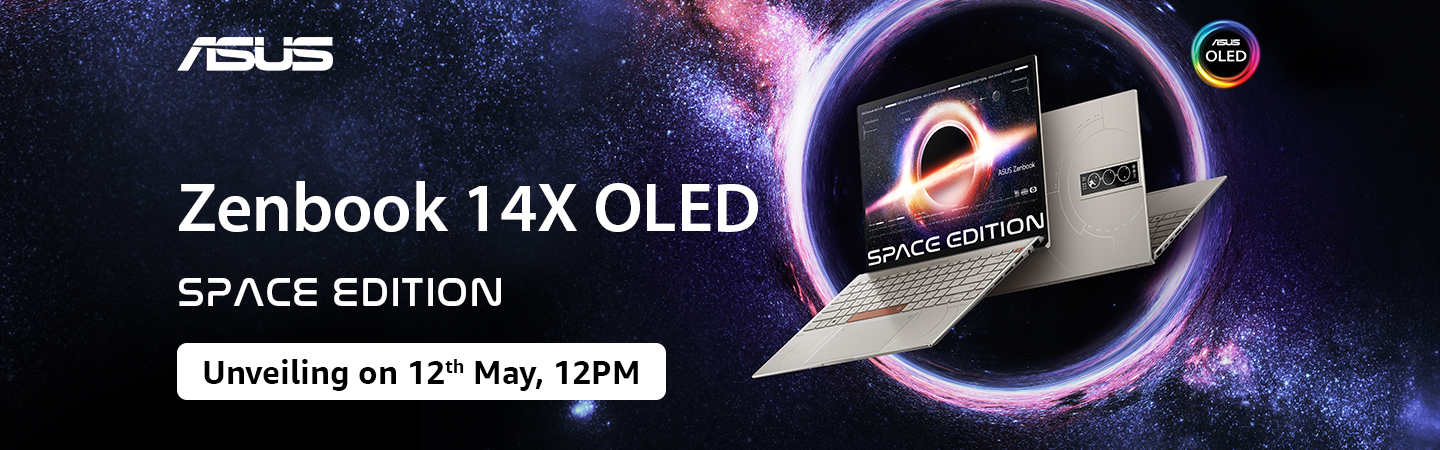 ASUS
Zenbook 14X OLED
SPACE EDITION
Unveiling on 12th May, 12PM
ASUS
OLED
ASUS Zenbook
SPACE EDITION